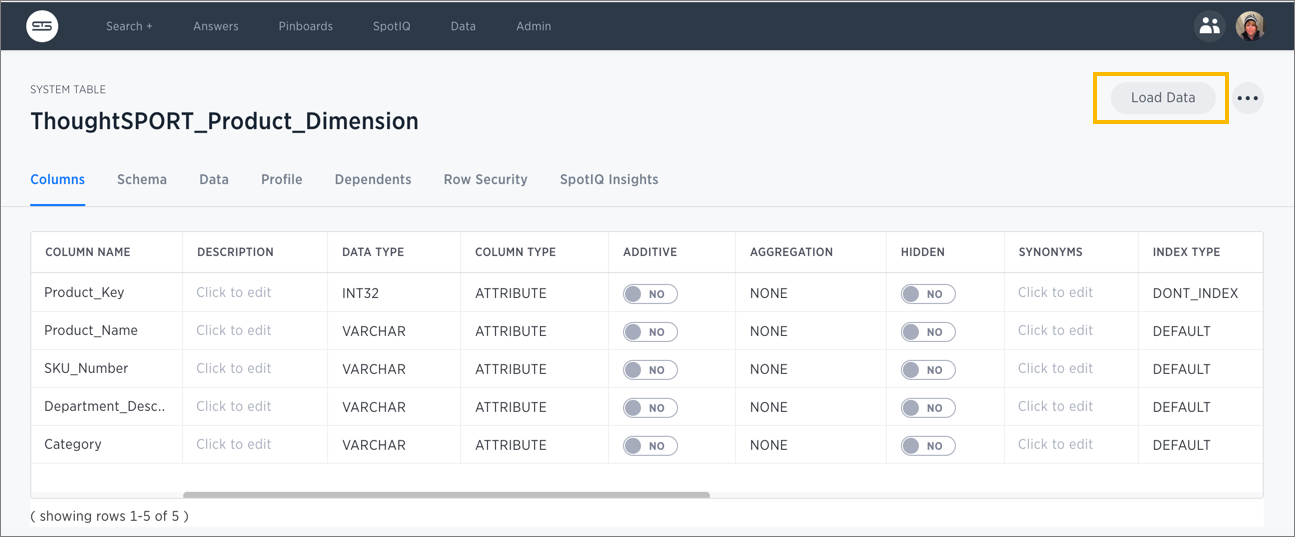 Search + Answers Pinboards SpotIQ Data Admin
SYSTEM TABLE
Load Data
ThoughtSPORT_Product_Dimension
Columns Schema Data Profile Dependents Row Security SpotIQ Insights
COLUMN NAME DESCRIPTION DATA TYPE COLUMN TYPE ADDITIVE AGGREGATION HIDDEN SYNONYMS INDEX TYPE
Product_Key Click to edit INT32 ATTRIBUTE NO NONE NO Click to edit DONT_INDEX
Product_Name Click to edit VARCHAR ATTRIBUTE NO NONE NO Click to edit DEFAULT
SKU_Number Click to edit VARCHAR ATTRIBUTE NO NONE NO Click to edit DEFAULT
Department_Desc.. Click to edit VARCHAR ATTRIBUTE NO NONE NO Click to edit DEFAULT
Category Click to edit VARCHAR ATTRIBUTE NO NONE NO Click to edit DEFAULT
( showing rows 1-5 of 5 )